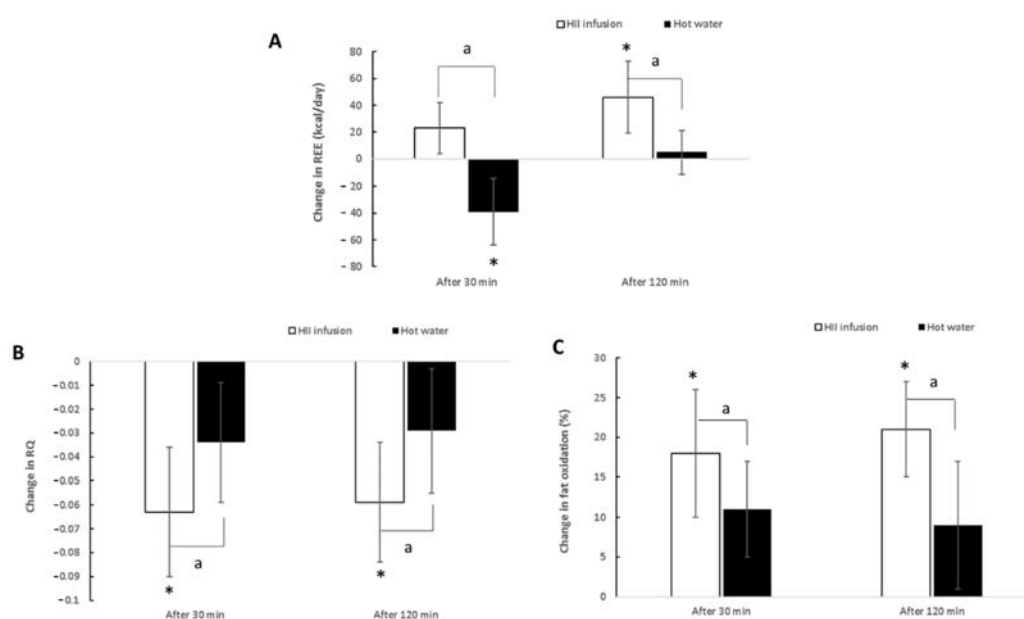 HII infusion
Hot water
A
Change in REE (kcal/day)
80
60
40
20
0
– 20
– 40
– 60
– 80
a
*
*
a
After 30 min
After 120 min
HII infusion
Hot water
B
Change in RQ
0
–0.01
–0.02
–0.03
–0.04
–0.05
–0.06
–0.07
–0.08
–0.09
–0.1
a
*
a
*
After 30 min
After 120 min
HII infusion
Hot water
C
Change in fat oxidation (%)
30
25
20
15
10
5
0
*
a
*
a
After 30 min
After 120 min